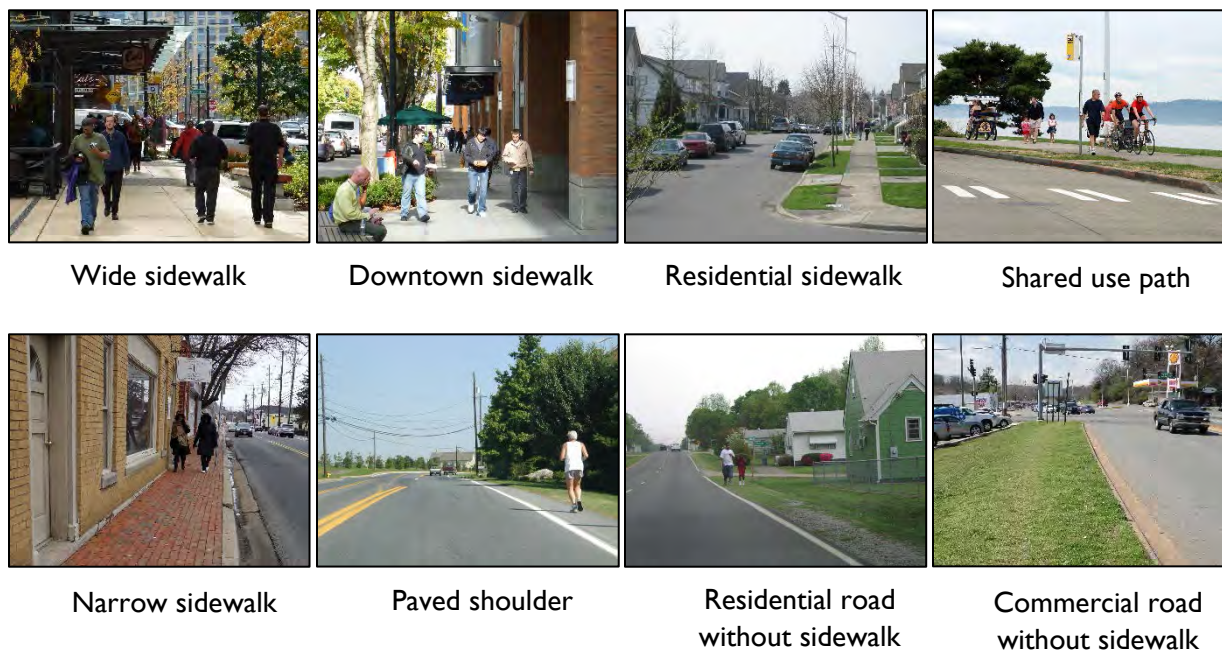 Wide sidewalk
Downtown sidewalk
Residential sidewalk
Shared use path
Narrow sidewalk
Paved shoulder
Residential road
without sidewalk
Commercial road
without sidewalk